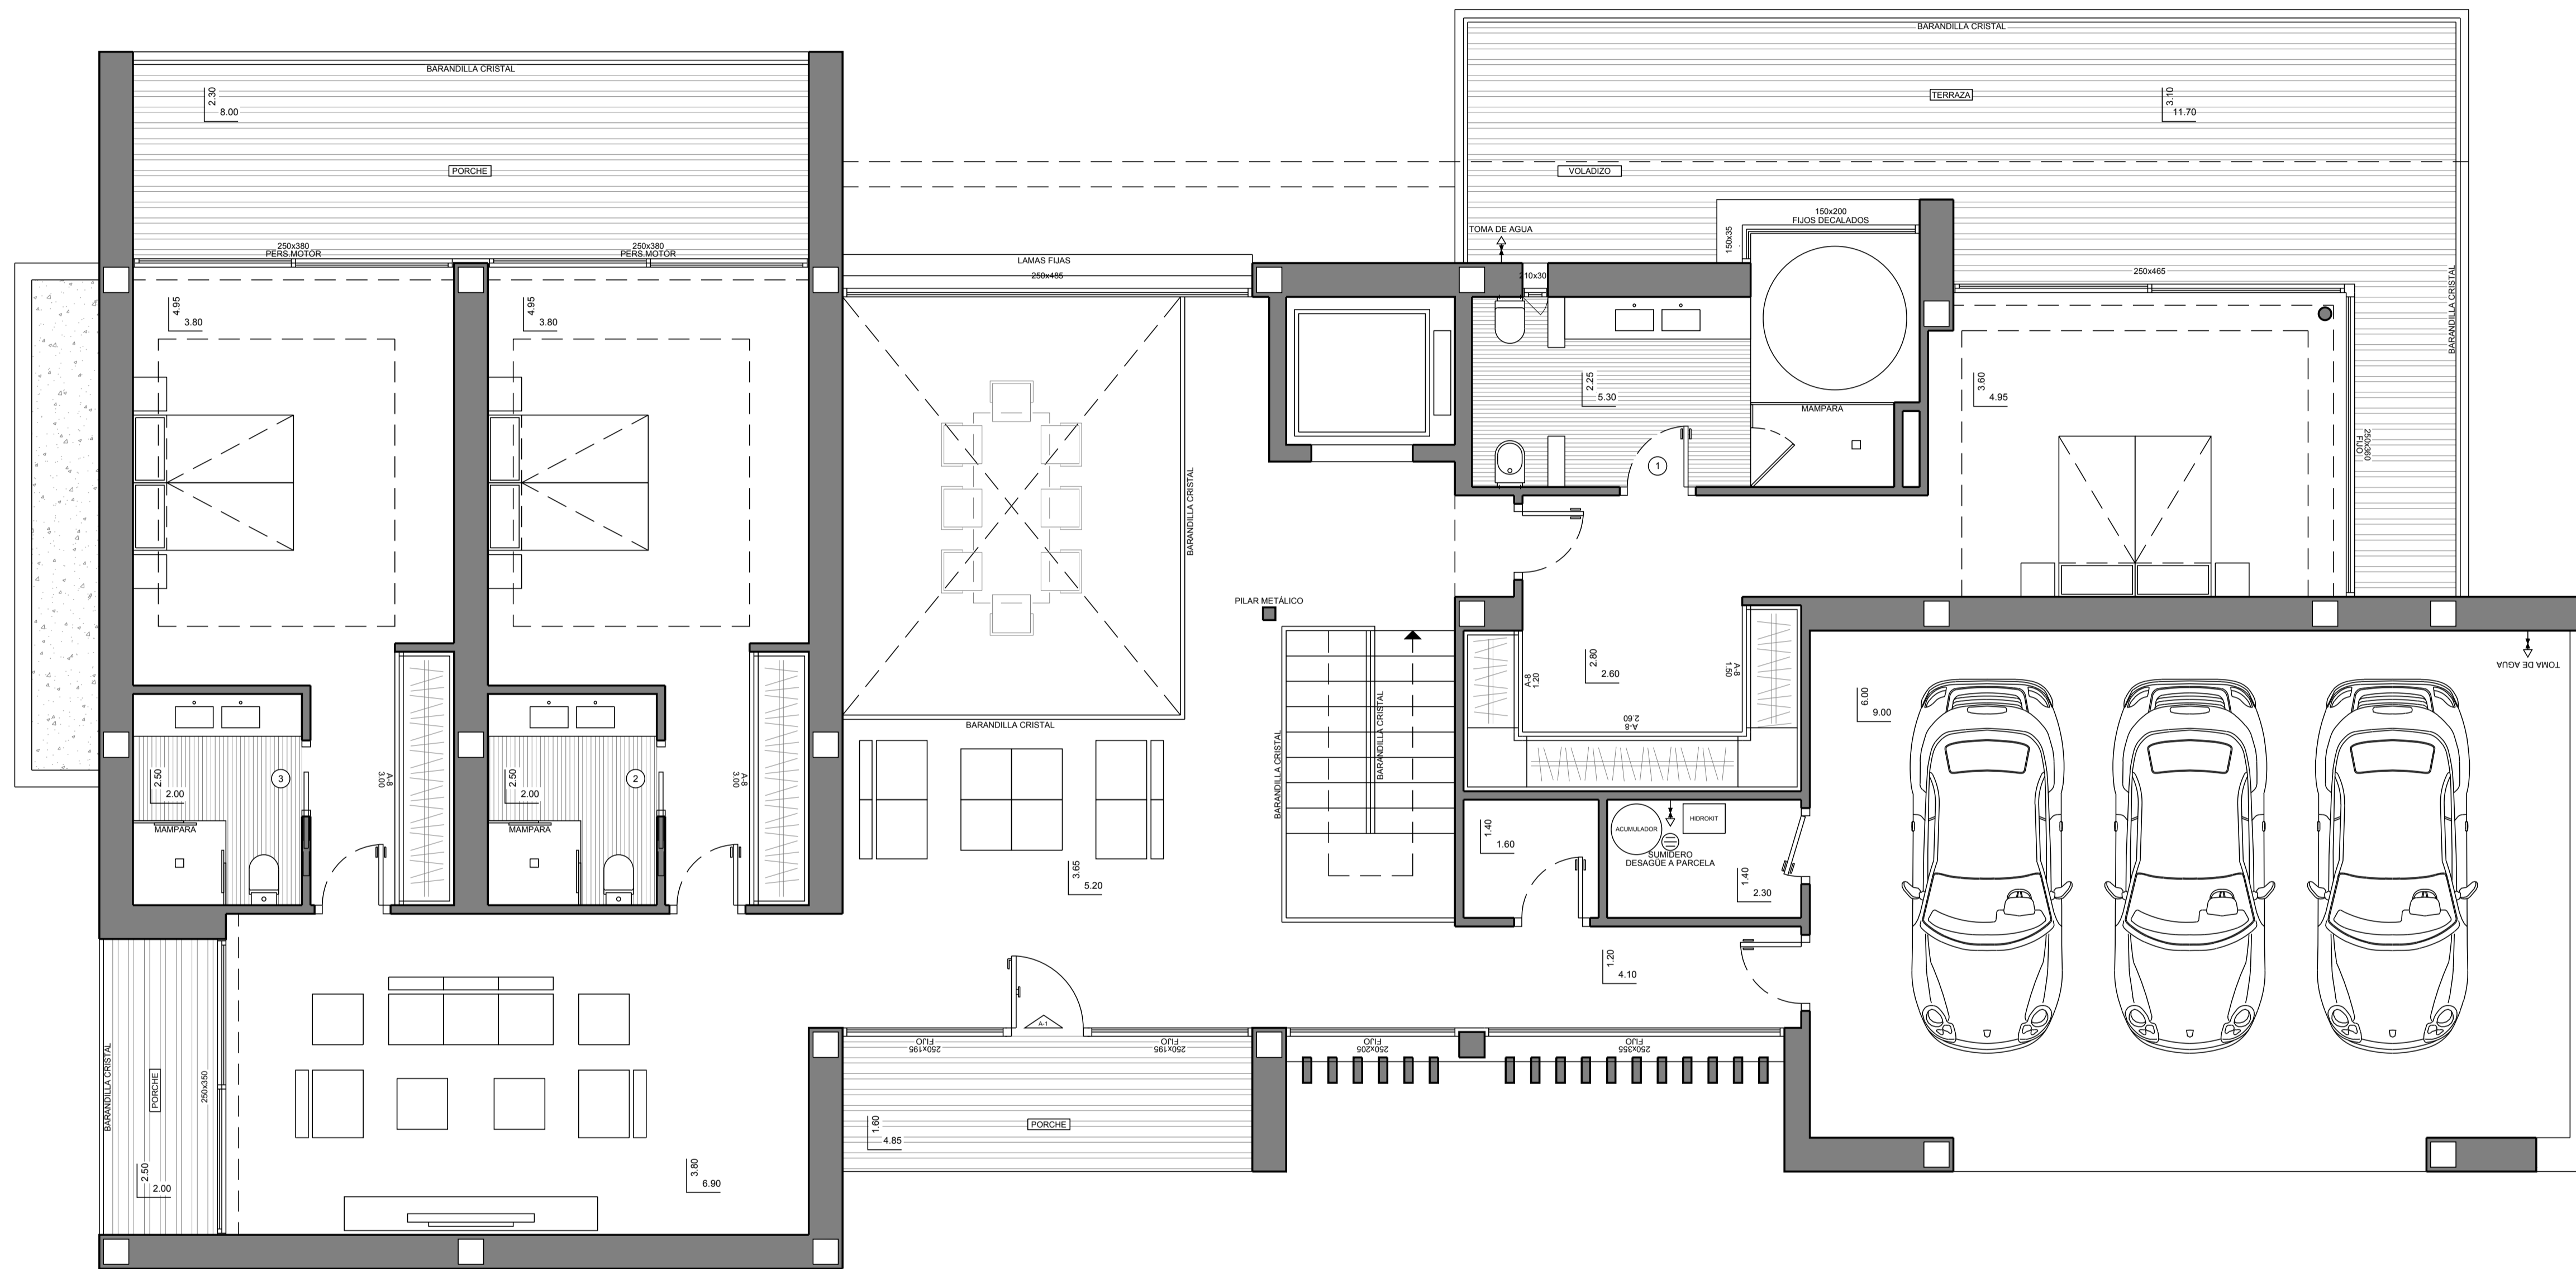 BARANDILLA CRISTAL
BARANDILLA CRISTAL
2.30
8.00
TERRAZA
3.10
11.70
PORCHE
VOLADIZO
150x200
FIJOS DECALADOS
150x35
TOMA DE AGUA
250x380
PERS.MOTOR
250x380
PERS.MOTOR
LAMAS FIJAS
250x485
210x30
250x465
BARANDILLA CRISTAL
4.95
3.80
4.95
3.80
2.25
5.30
3.60
4.95
MAMPARA
250x360
FIJO
1
BARANDILLA CRISTAL
PILAR METÁLICO
TOMA DE AGUA
2.80
2.60
A-8
1.20
A-8
1.50
A-8
2.60
6.00
9.00
BARANDILLA CRISTAL
BARANDILLA CRISTAL
BARANDILLA CRISTAL
2.50
2.00
3
A-8
3.00
2.50
2.00
2
A-8
3.00
MAMPARA
MAMPARA
ACUMULADOR
HIDROKIT
SUMIDERO
DESAGÜE A PARCELA
1.40
1.60
1.40
2.30
3.65
5.20
1.20
4.10
A-1
FIJO
250x195
FIJO
250x195
FIJO
250x205
FIJO
250x355
BARANDILLA CRISTAL
PORCHE
250x350
PORCHE
1.60
4.85
2.50
2.00
3.80
6.90